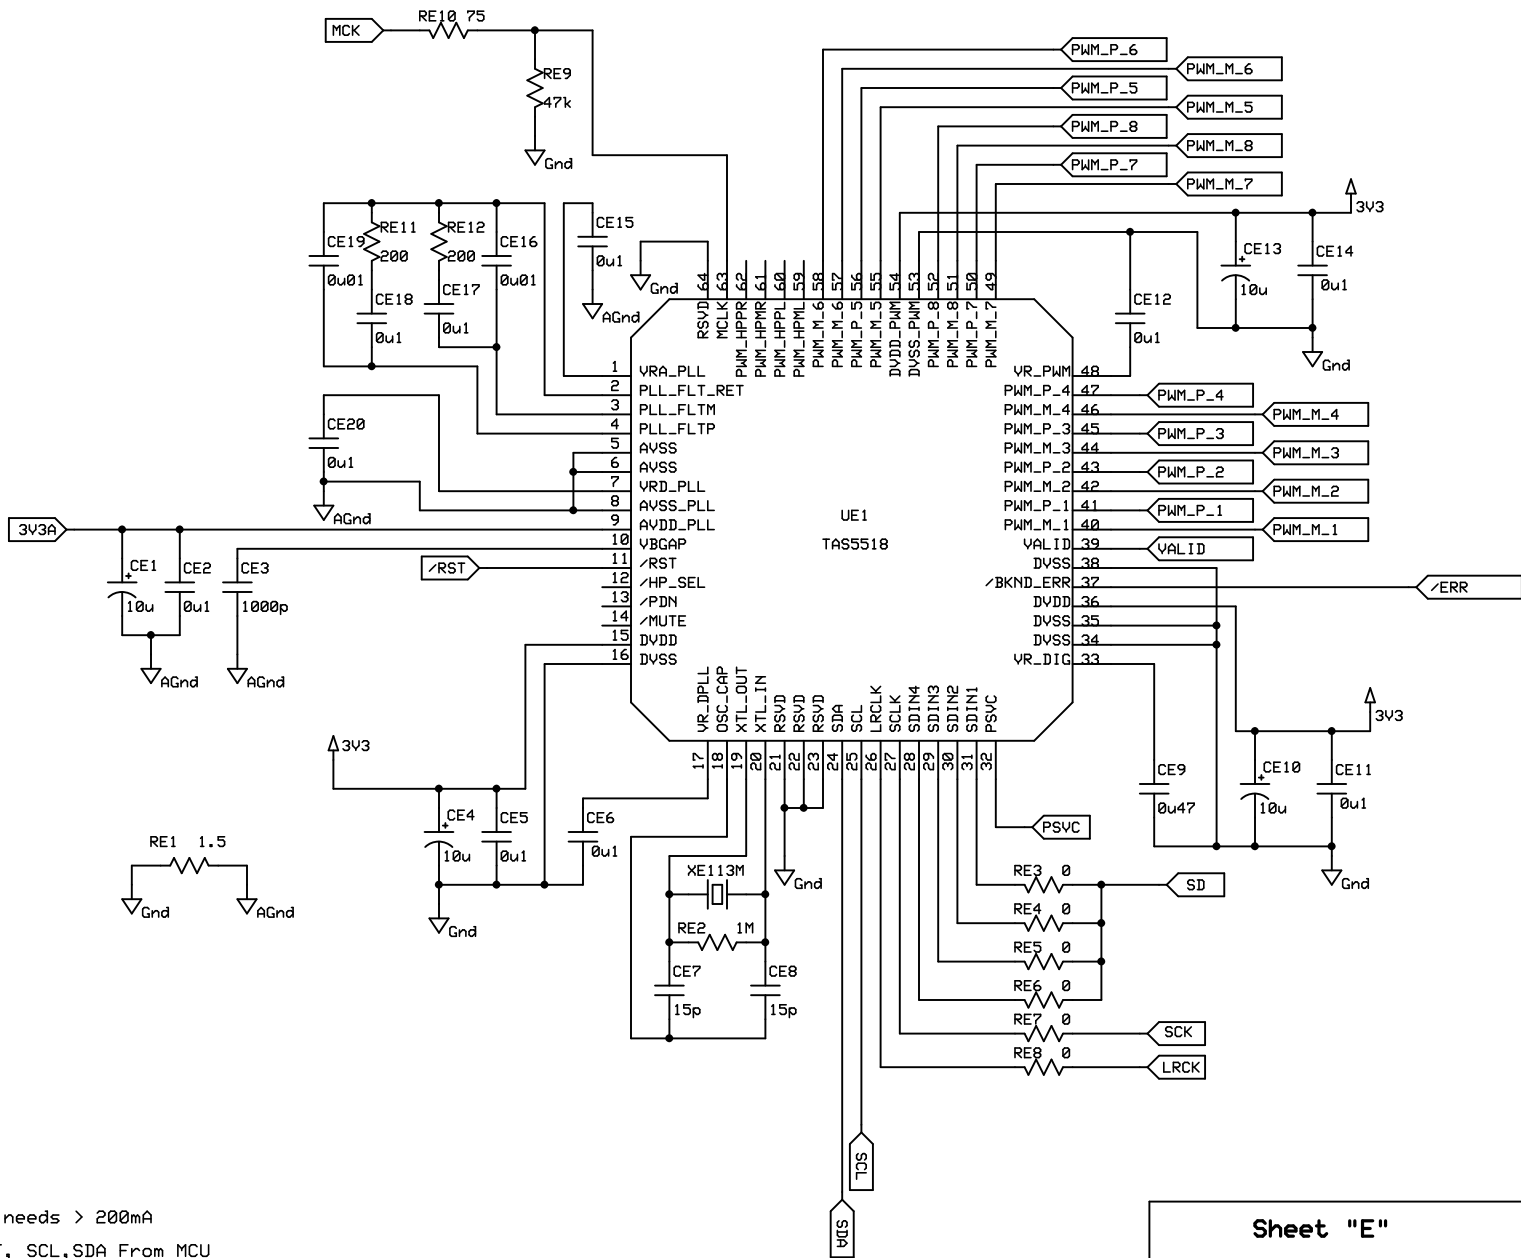 MCK
RE10 75
RE9
47k
Gnd
PWM_P_6
PWM_M_6
PWM_P_5
PWM_M_5
PWM_P_8
PWM_M_8
PWM_P_7
PWM_M_7
3V3
CE13
10u
CE14
0u1
Gnd
CE12
0u1
CE19
0u01
RE11
200
CE18
0u1
RE12
200
CE17
0u1
CE16
0u01
CE15
0u1
AGnd
Gnd
64 63 62 61 60 59 58 57 56 55 54 53 52 51 50 49
RSVD
MCLK
PWM_HPPR
PWM_HPMR
PWM_HPPL
PWM_HPML
PWM_M_6
PWM_M_6
PWM_P_5
PWM_M_5
DVDD_PWM
DVSS_PWM
PWM_P_8
PWM_M_8
PWM_P_7
PWM_M_7
1 VRA_PLL
2 PLL_FLT_RET
3 PLL_FLTM
4 PLL_FLTP
5 AVSS
6 AVSS
7 VRD_PLL
8 AVSS_PLL
9 AVDD_PLL
10 VBGAP
11 /RST
12 /HP_SEL
13 /PDN
14 /MUTE
15 DVDD
16 DVSS
UE1
TAS5518
VR_PWM 48
PWM_P_4 47
PWM_M_4 46
PWM_P_3 45
PWM_M_3 44
PWM_P_2 43
PWM_M_2 42
PWM_P_1 41
PWM_M_1 40
VALID 39
DVSS 38
/BKND_ERR 37
DVDD 36
DVSS 35
DVSS 34
VR_DIG 33
PWM_P_4
PWM_M_4
PWM_P_3
PWM_M_3
PWM_P_2
PWM_M_2
PWM_P_1
PWM_M_1
VALID
/ERR
CE20
0u1
AGnd
3V3A
/RST
CE1
10u
CE2
0u1
CE3
1000p
AGnd
AGnd
VR_DPLL
OSC_CAP
XTL_OUT
XTL_IN
RSVD
RSVD
RSVD
SDA
SCL
LRCLK
SCLK
SDIN4
SDIN3
SDIN2
SDIN1
PSVC
17 18 19 20 21 22 23 24 25 26 27 28 29 30 31 32
3V3
CE4
10u
CE5
0u1
CE6
0u1
Gnd
RE1 1.5
Gnd
AGnd
XE113M
RE2 1M
CE7
15p
CE8
15p
Gnd
PSVC
3V3
CE9
0u47
CE10
10u
CE11
0u1
Gnd
RE3 0
SD
RE4 0
RE5 0
RE6 0
RE7 0
SCK
RE8 0
LRCK
SCL
SDA
needs > 200mA
, SCL,SDA From MCU
Sheet "E"